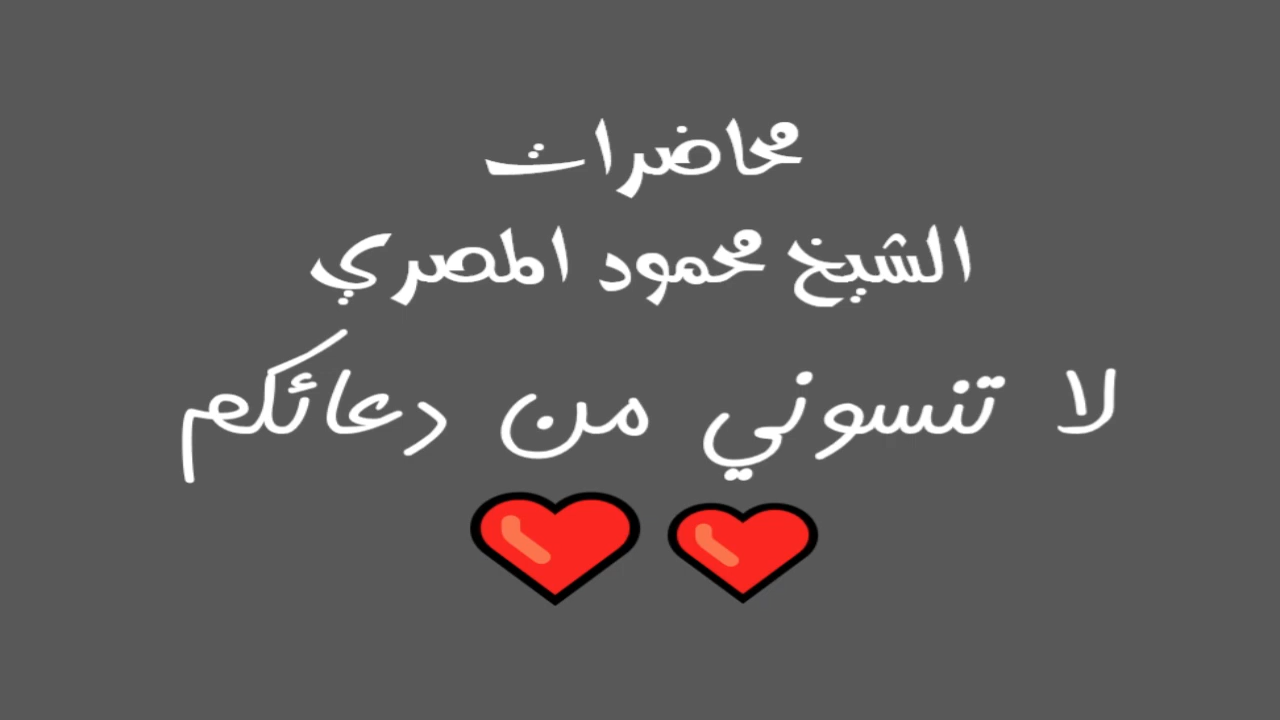 محاضرات
الشيخ محمود المصري
لا تنسوني من دعائكم